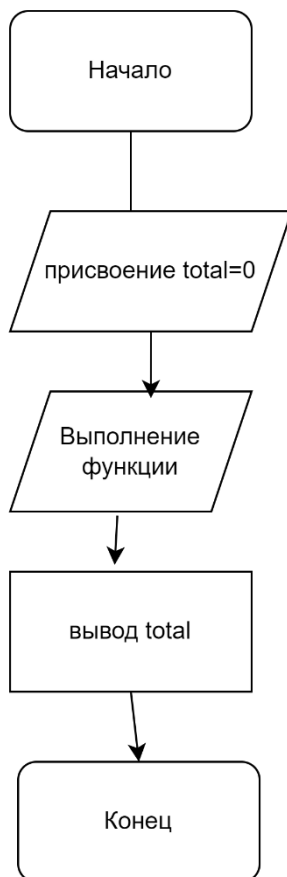 Начало
присвоение total=0
Выполнение
функции
вывод total
Конец